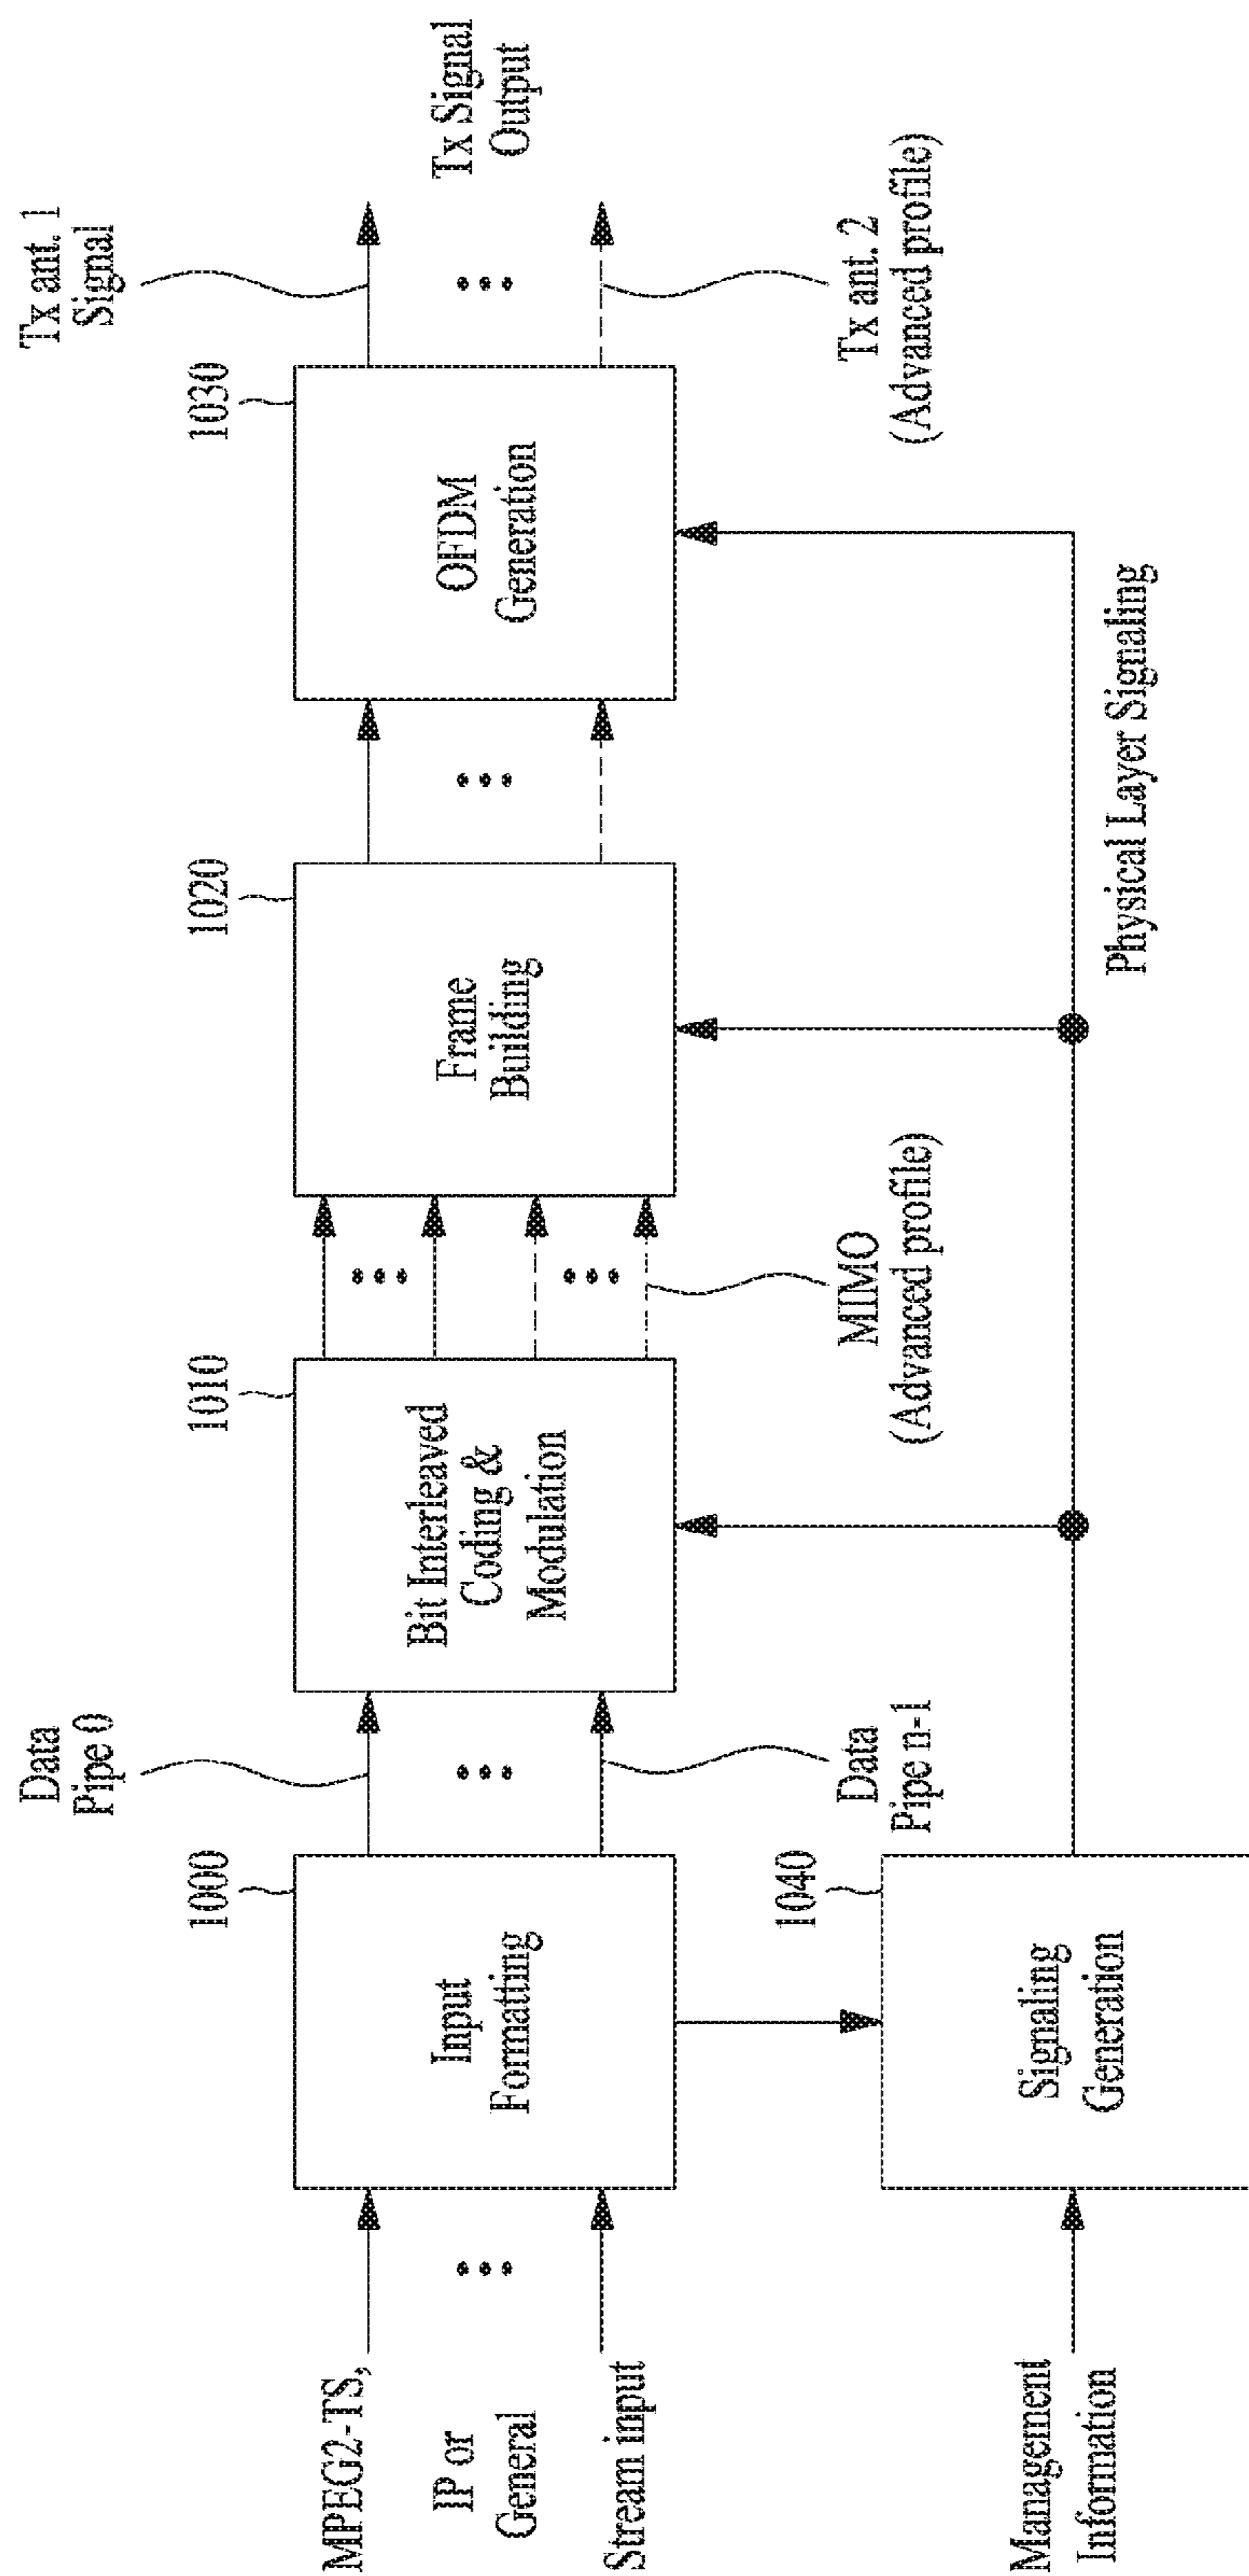 MPEG2-TS,
IP or
General
Stream input
Management
Information
1000
Input
Formatting
1040
Signaling
Generation
Data
Pipe 0
Data
Pipe n-1
1010
Bit Interleaved
Coding &
Modulation
MIMO
(Advanced profile)
1020
Frame
Building
Physical Layer Signaling
1030
OFDM
Generation
Tx ant. 1
Signal
Tx Signal
Output
Tx ant. 2
(Advanced profile)